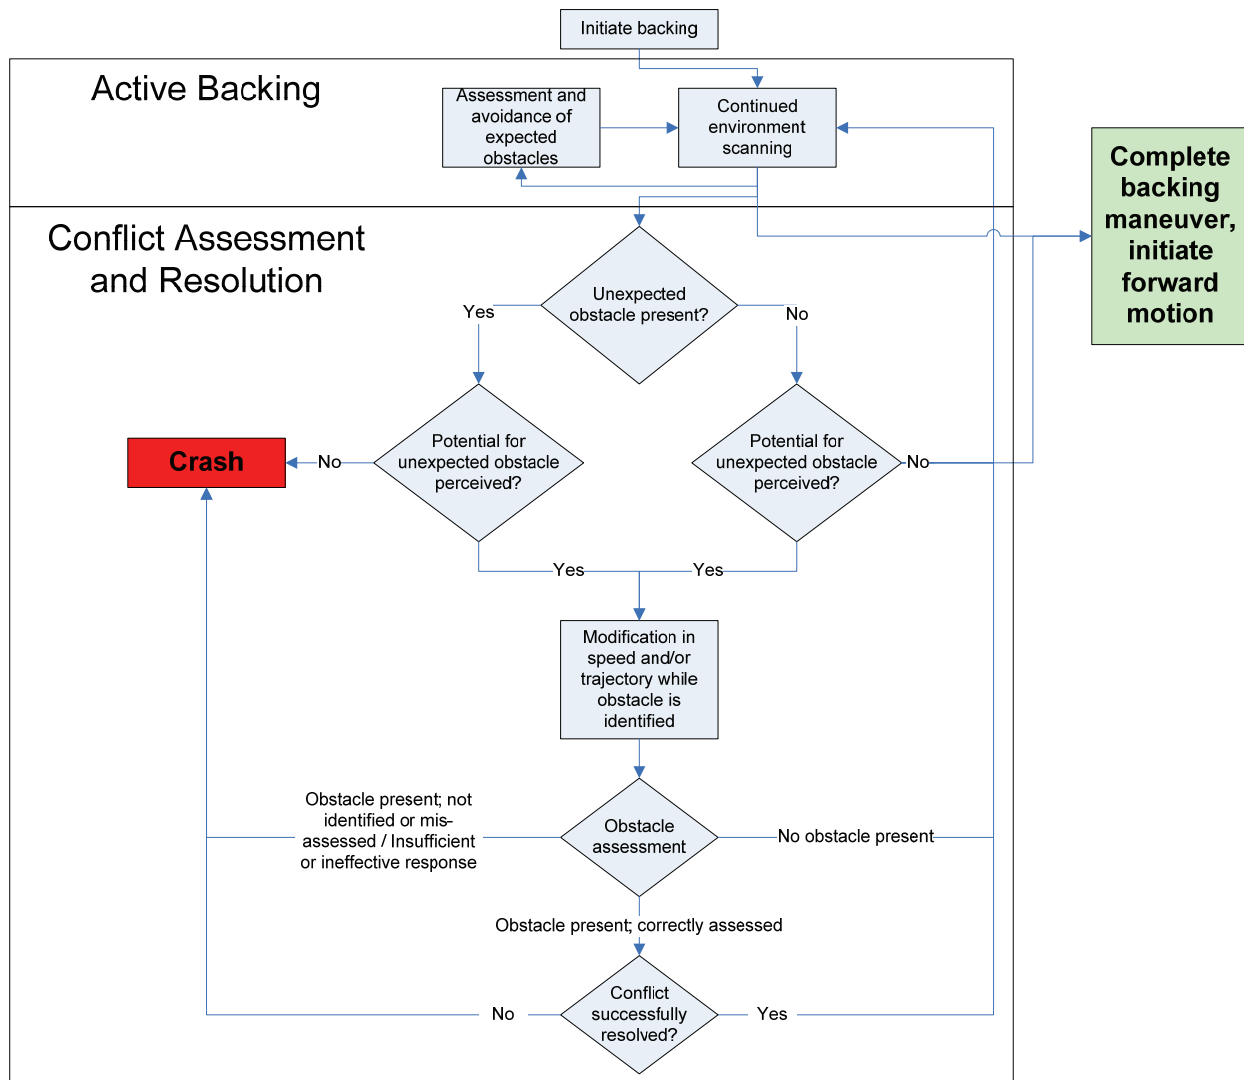 Initiate backing
Active Backing
Assessment and
avoidance of
expected
obstacles
Continued
environment
scanning
Complete
backing
maneuver,
initiate
forward
motion
Conflict Assessment
and Resolution
Unexpected
obstacle present?
Yes
No
Potential for
unexpected obstacle
perceived?
Potential for
unexpected obstacle
perceived?
Crash
No
No
Yes
Yes
Modification in
speed and/or
trajectory while
obstacle is
identified
Obstacle present; not
identified or mis-
assessed / Insufficient
or ineffective response
Obstacle
assessment
No obstacle present
Obstacle present; correctly assessed
Conflict
successfully
resolved?
No
Yes